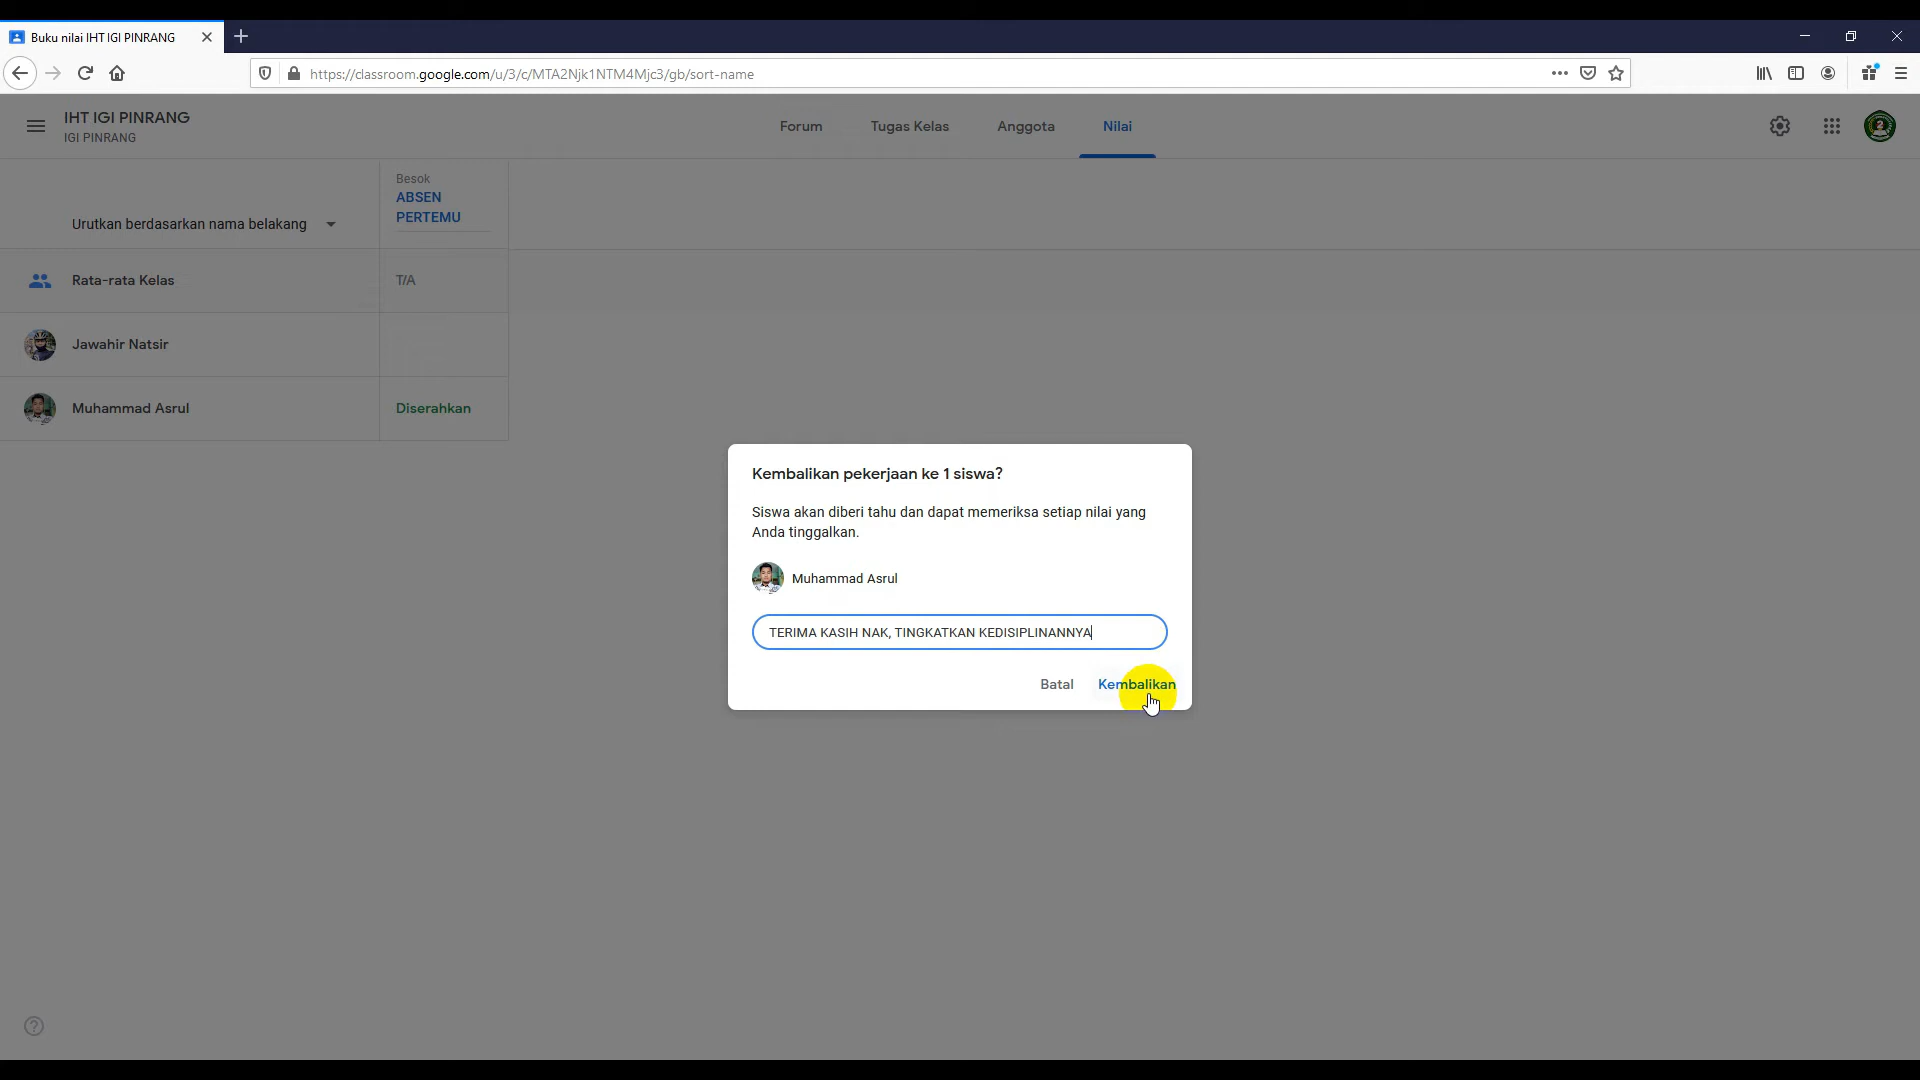 Buku nilai IHT IGI PINRANG
https://classroom.google.com/u/3/c/MTA2Njk1NTM4Mjc3/gb/sort-name
IHT IGI PINRANG
IGI PINRANG
Forum
Tugas Kelas
Anggota
Nilai
Besok
ABSEN
PERTEMU
Urutkan berdasarkan nama belakang
Rata-rata Kelas
T/A
Jawahir Natsir
Muhammad Asrul
Diserahkan
Kembalikan pekerjaan ke 1 siswa?
Siswa akan diberi tahu dan dapat memeriksa setiap nilai yang
Anda tinggalkan.
Muhammad Asrul
TERIMA KASIH NAK, TINGKATKAN KEDISIPLINANNYA
Batal
Kembalikan